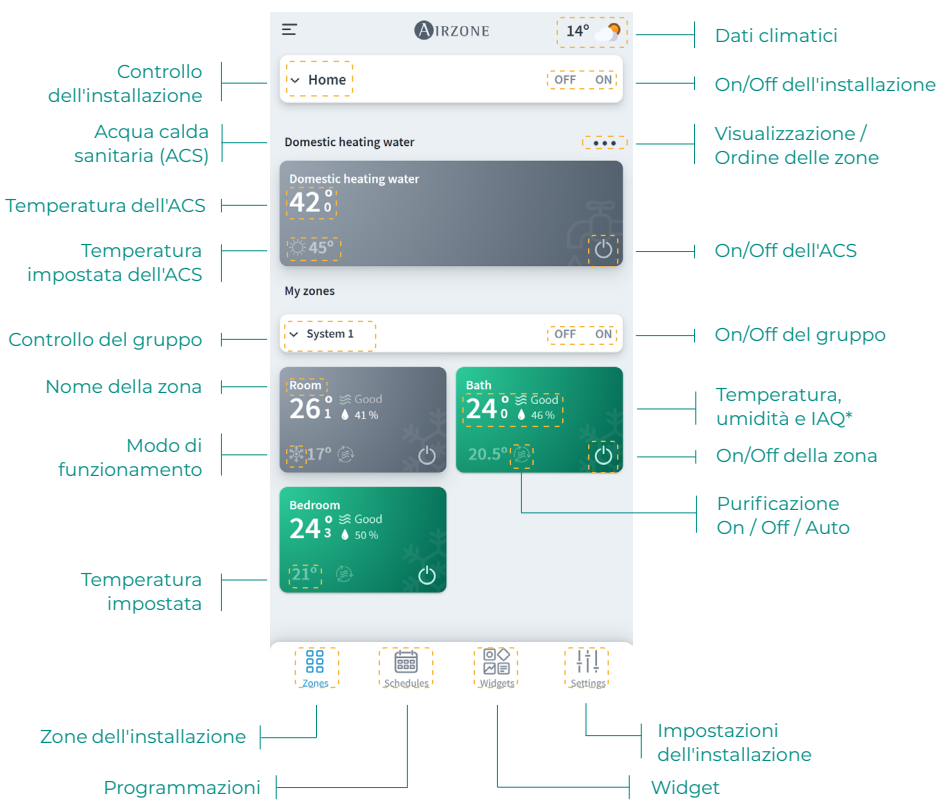 AIRZONE
14°
Dati climatici
Controllo
dell'installazione
Home
OFF ON
On/Off dell'installazione
Acqua calda
sanitaria (ACS)
Domestic heating water
Visualizzazione /
Ordine delle zone
Domestic heating water
Temperatura dell'ACS
42°0
Temperatura
impostata dell'ACS
45°
On/Off dell'ACS
My zones
Controllo del gruppo
System 1
OFF ON
On/Off del gruppo
Nome della zona
Room
26°1 Good
41 %
17°
Bath
24°0 Good
46 %
20.5°
Temperatura,
umidità e IAQ*
Modo di
funzionamento
On/Off della zona
Purificazione
On / Off / Auto
Bedroom
24°3 Good
50 %
21°
Temperatura
impostata
Zones Schedules Widgets Settings
Zone dell'installazione
Impostazioni
dell'installazione
Programmazioni
Widget